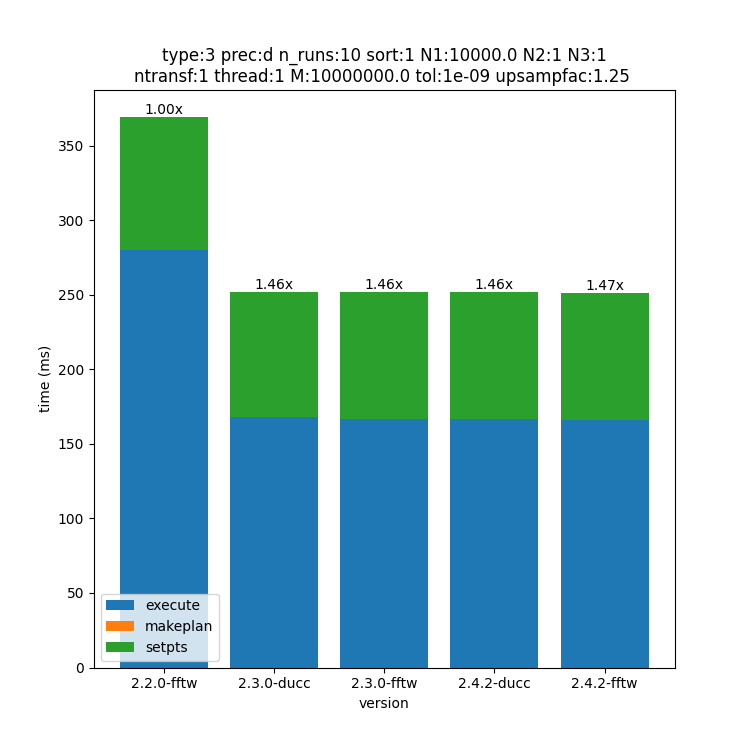 type:3 prec:d n_runs:10 sort:1 N1:10000.0 N2:1 N3:1
ntransf:1 thread:1 M:10000000.0 tol:1e-09 upsampfac:1.25
350
300
250
200
150
100
50
0
time (ms)
1.00x
1.46x
1.46x
1.46x
1.47x
execute
makeplan
setpts
2.2.0-fftw
2.3.0-ducc
2.3.0-fftw
2.4.2-ducc
2.4.2-fftw
version